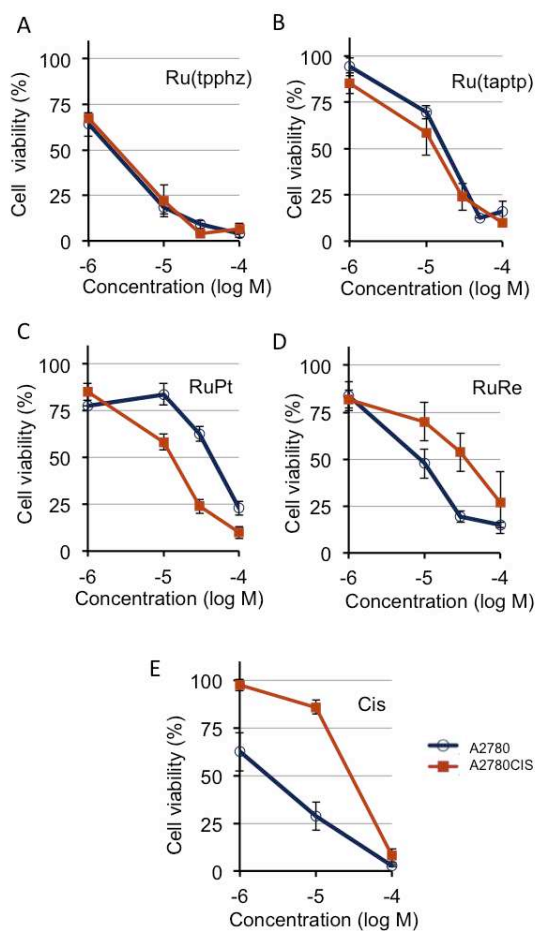 A
Ru(tpphz)
Cell viability (%)
100
75
50
25
0
-6 -5 -4
Concentration (log M)
B
Ru(taptp)
Cell viability (%)
100
75
50
25
0
-6 -5 -4
Concentration (log M)
C
RuPt
Cell viability (%)
100
75
50
25
0
-6 -5 -4
Concentration (log M)
D
RuRe
Cell viability (%)
100
75
50
25
0
-6 -5 -4
Concentration (log M)
E
Cis
Cell viability (%)
100
75
50
25
0
-6 -5 -4
Concentration (log M)
A2780
A2780CIS